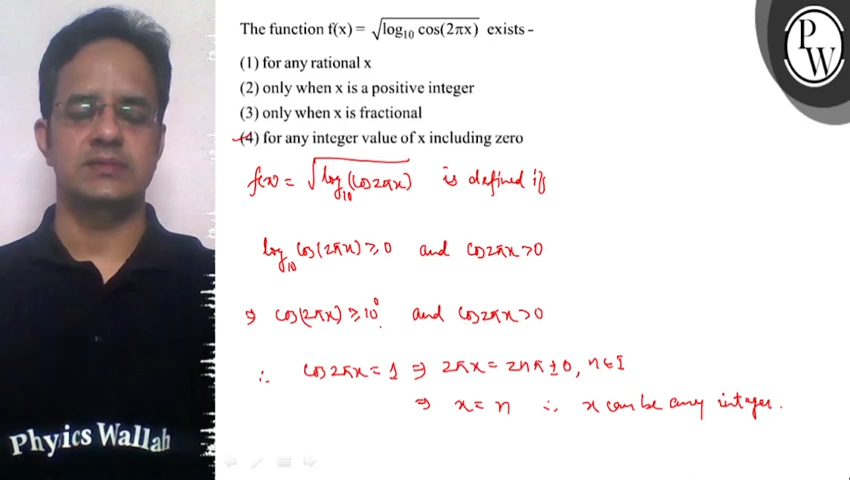 The function f(x) = √log₁₀ cos(2πx) exists -
(1) for any rational x
(2) only when x is a positive integer
(3) only when x is fractional
(4) for any integer value of x including zero
f(x) = √log₁₀(cos2πx) is defined if
log₁₀ cos(2πx) ≥ 0 and cos2πx > 0
⇒ cos(2πx) ≥ 10⁰ and cos2πx > 0
∴ cos2πx = 1 ⇒ 2πx = 2nπ ± 0, n ∈ I
⇒ x = n ∴ x can be any integer.
PW
Physics Wallah